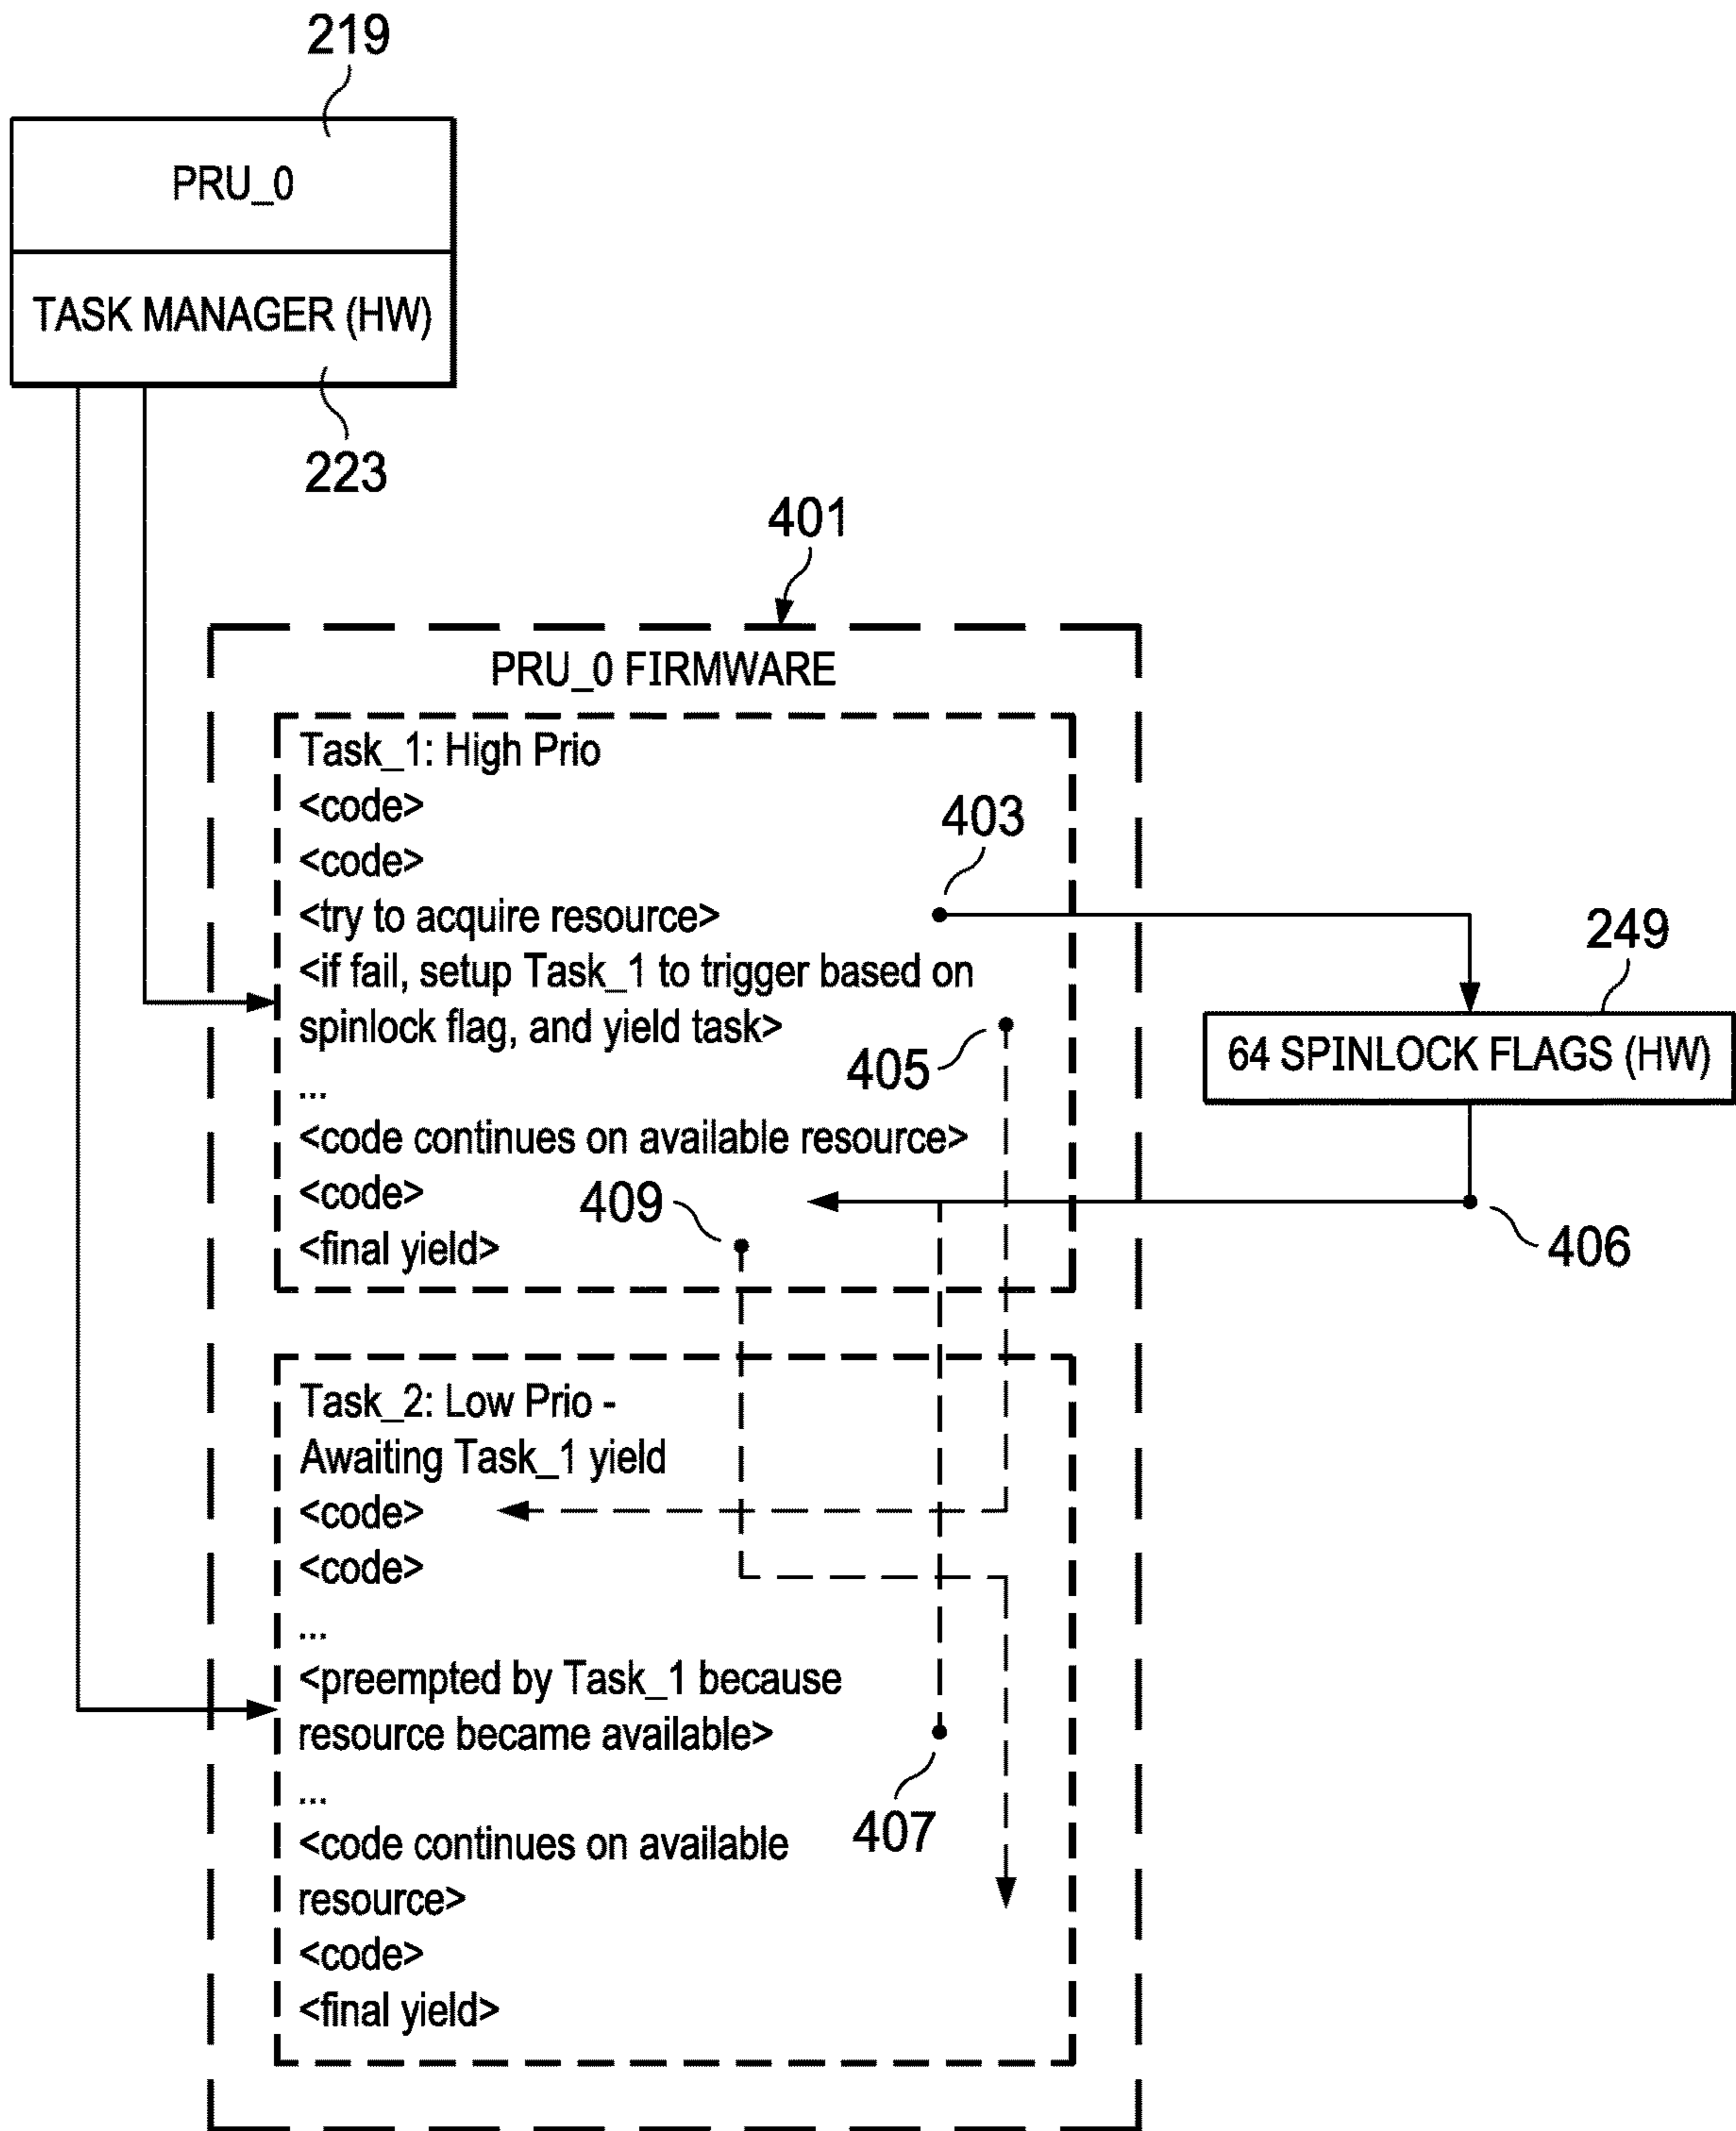 219
PRU_0
TASK MANAGER (HW)
223
401
PRU_0 FIRMWARE
Task_1: High Prio
<code>
<code>
403
<try to acquire resource>
<if fail, setup Task_1 to trigger based on
spinlock flag, and yield task>
405
249
64 SPINLOCK FLAGS (HW)
...
<code continues on available resource>
<code>
409
406
<final yield>
Task_2: Low Prio -
Awaiting Task_1 yield
<code>
<code>
...
<preempted by Task_1 because
resource became available>
407
...
<code continues on available
resource>
<code>
<final yield>